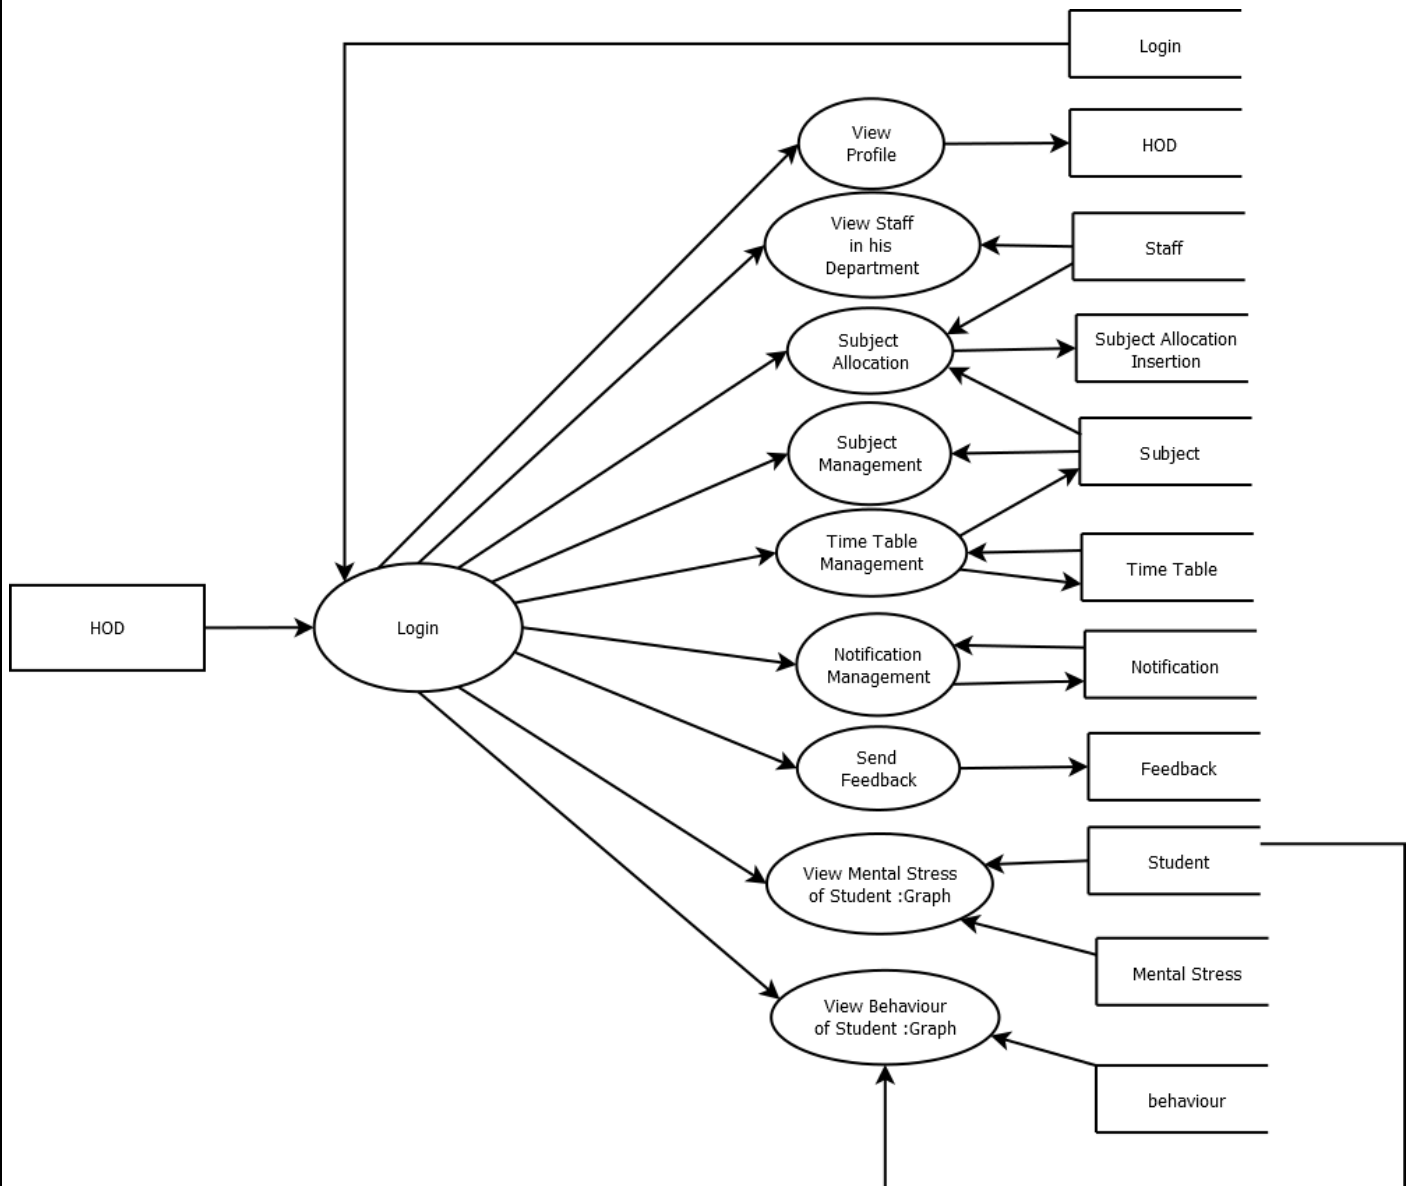 Login
View
Profile
HOD
View Staff
in his
Department
Staff
Subject
Allocation
Subject Allocation
Insertion
Subject
Management
Subject
Time Table
Management
Time Table
HOD
Login
Notification
Management
Notification
Send
Feedback
Feedback
View Mental Stress
of Student :Graph
Student
Mental Stress
View Behaviour
of Student :Graph
behaviour